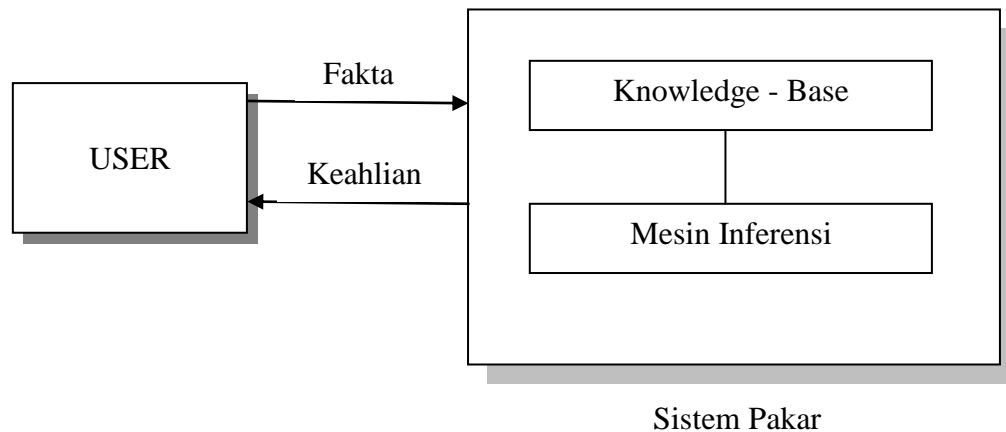 Fakta
Knowledge - Base
USER
Keahlian
Mesin Inferensi
Sistem Pakar